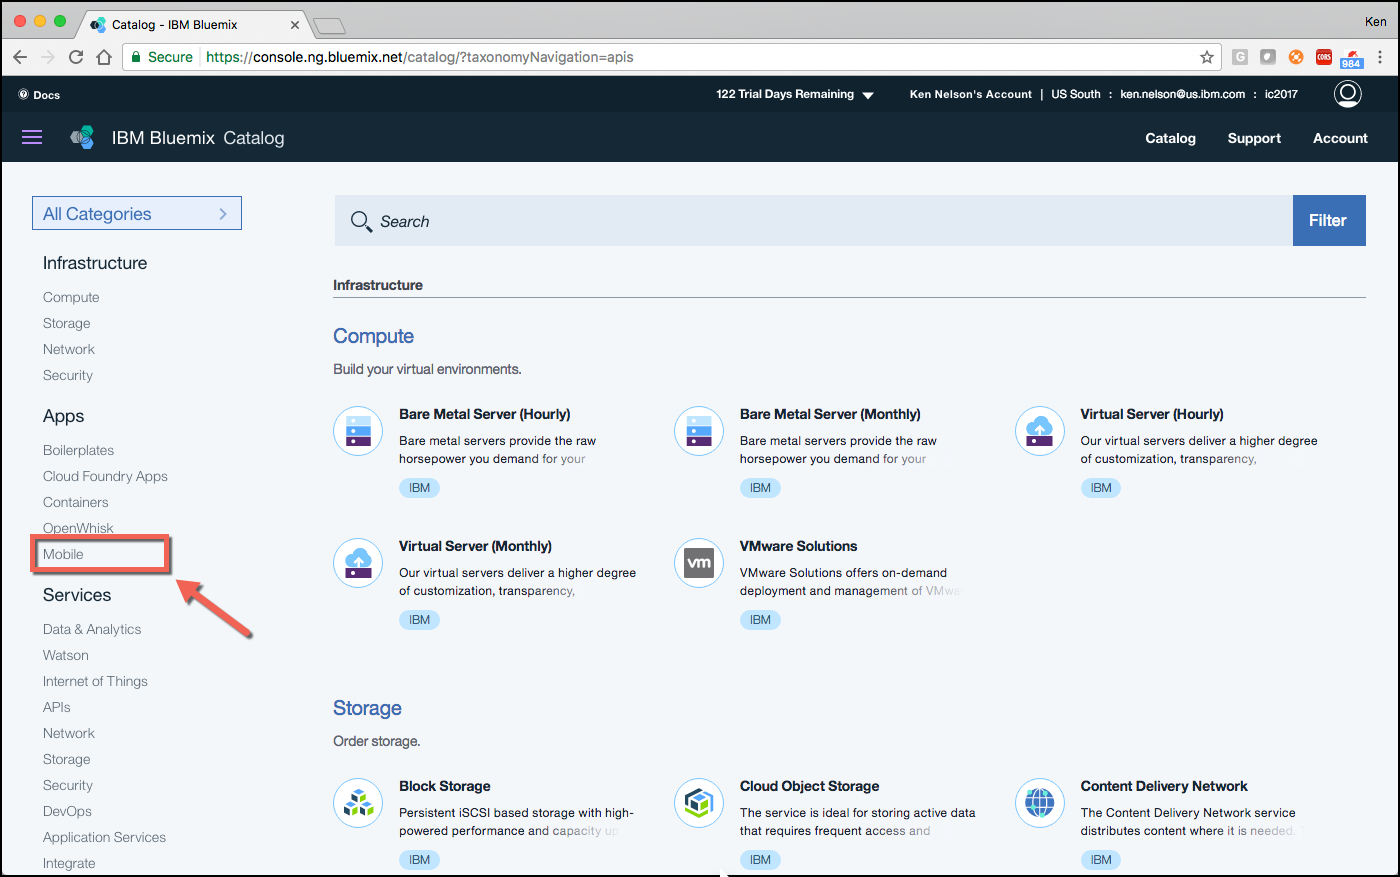 Catalog - IBM Bluemix
Ken
Secure
https://console.ng.bluemix.net/catalog/?taxonomyNavigation=apis
G
CORS
984
Docs
122 Trial Days Remaining
Ken Nelson's Account | US South : ken.nelson@us.ibm.com : ic2017
IBM Bluemix Catalog
Catalog
Support
Account
All Categories
Infrastructure
Compute
Storage
Network
Security
Apps
Boilerplates
Cloud Foundry Apps
Containers
OpenWhisk
Mobile
Services
Data & Analytics
Watson
Internet of Things
APIs
Network
Storage
Security
DevOps
Application Services
Integrate
Search
Filter
Infrastructure
Compute
Build your virtual environments.
Bare Metal Server (Hourly)
Bare metal servers provide the raw
horsepower you demand for your
IBM
Bare Metal Server (Monthly)
Bare metal servers provide the raw
horsepower you demand for your
IBM
Virtual Server (Hourly)
Our virtual servers deliver a higher degree
of customization, transparency,
IBM
Virtual Server (Monthly)
Our virtual servers deliver a higher degree
of customization, transparency,
IBM
vm
VMware Solutions
VMware Solutions offers on-demand
deployment and management of VMwa
IBM
Storage
Order storage.
Block Storage
Persistent iSCSI based storage with high-
powered performance and capacity up
IBM
Cloud Object Storage
The service is ideal for storing active data
that requires frequent access and
IBM
Content Delivery Network
The Content Delivery Network service
distributes content where it is needed.
IBM